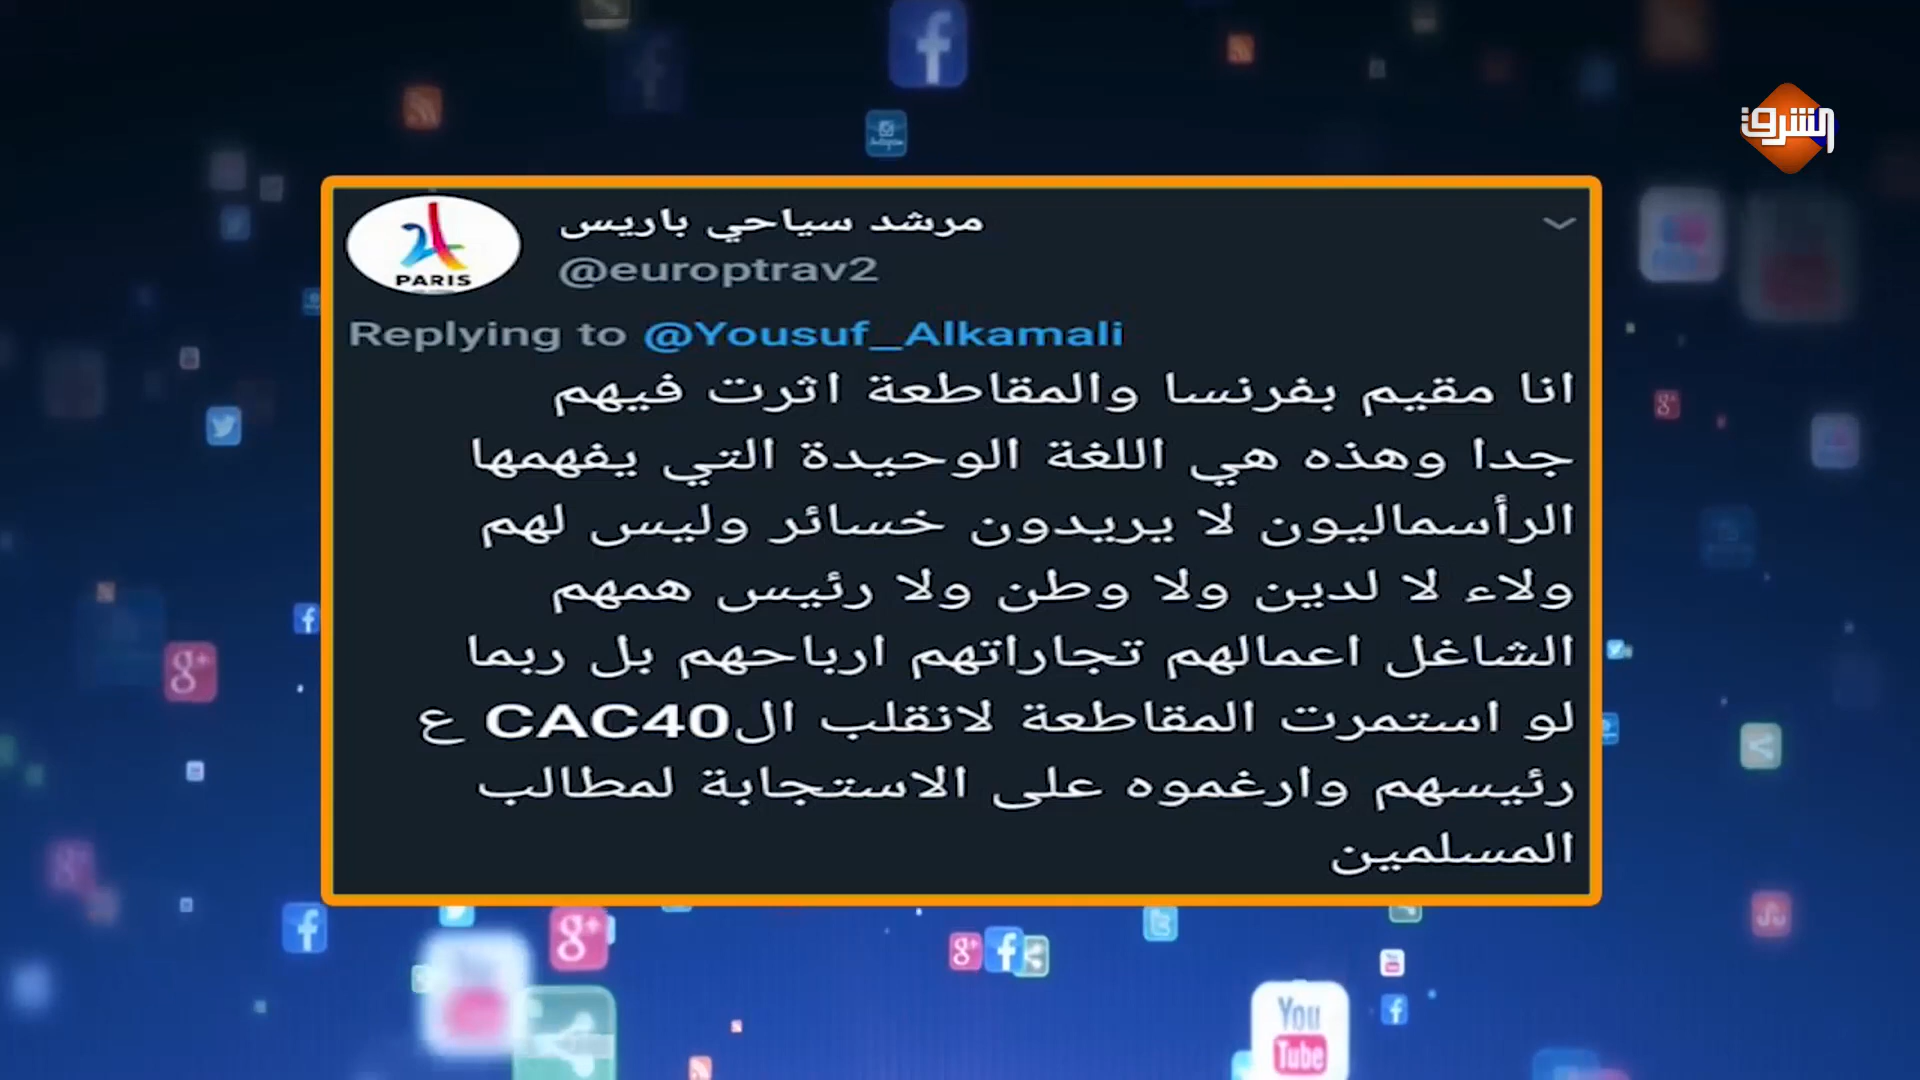 الشرق
مرشد سياحي باريس
@europtrav2
PARIS
Replying to @Yousuf_Alkamali
انا مقيم بفرنسا والمقاطعة اثرت فيهم
جدا وهذه هي اللغة الوحيدة التي يفهمها
الرأسماليون لا يريدون خسائر وليس لهم
ولاء لا لدين ولا وطن ولا رئيس همهم
الشاغل اعمالهم تجاراتهم ارباحهم بل ربما
لو استمرت المقاطعة لانقلب الCAC40 ع
رئيسهم وارغموه على الاستجابة لمطالب
المسلمين
You
Tube